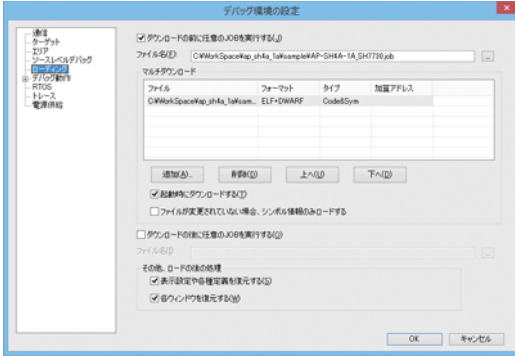 デバッグ環境の設定
通信
ターゲット
エリア
ソースレベルデバッグ
ローディング
デバッグ動作
RTOS
トレース
電源供給
ダウンロードの前に任意のJOBを実行する(J)
ファイル名(F): C:¥WorkSpace¥ap_sh4a_1a¥sample¥AP-SH4A-1A_SH7730.job ...
マルチダウンロード
ファイル フォーマット タイプ 加算アドレス
C:¥WorkSpace¥ap_sh4a_1a¥sam... ELF+DWARF Code&Sym
追加(A)... 削除(D) 上へ(U) 下へ(D)
起動時にダウンロードする(T)
ファイルが変更されていない場合、シンボル情報のみロードする
ダウンロードの後に任意のJOBを実行する(O)
ファイル名(I): ...
その他、ロードの後の処理
表示設定や各種定義を復元する(S)
各ウィンドウを復元する(W)
OK キャンセル